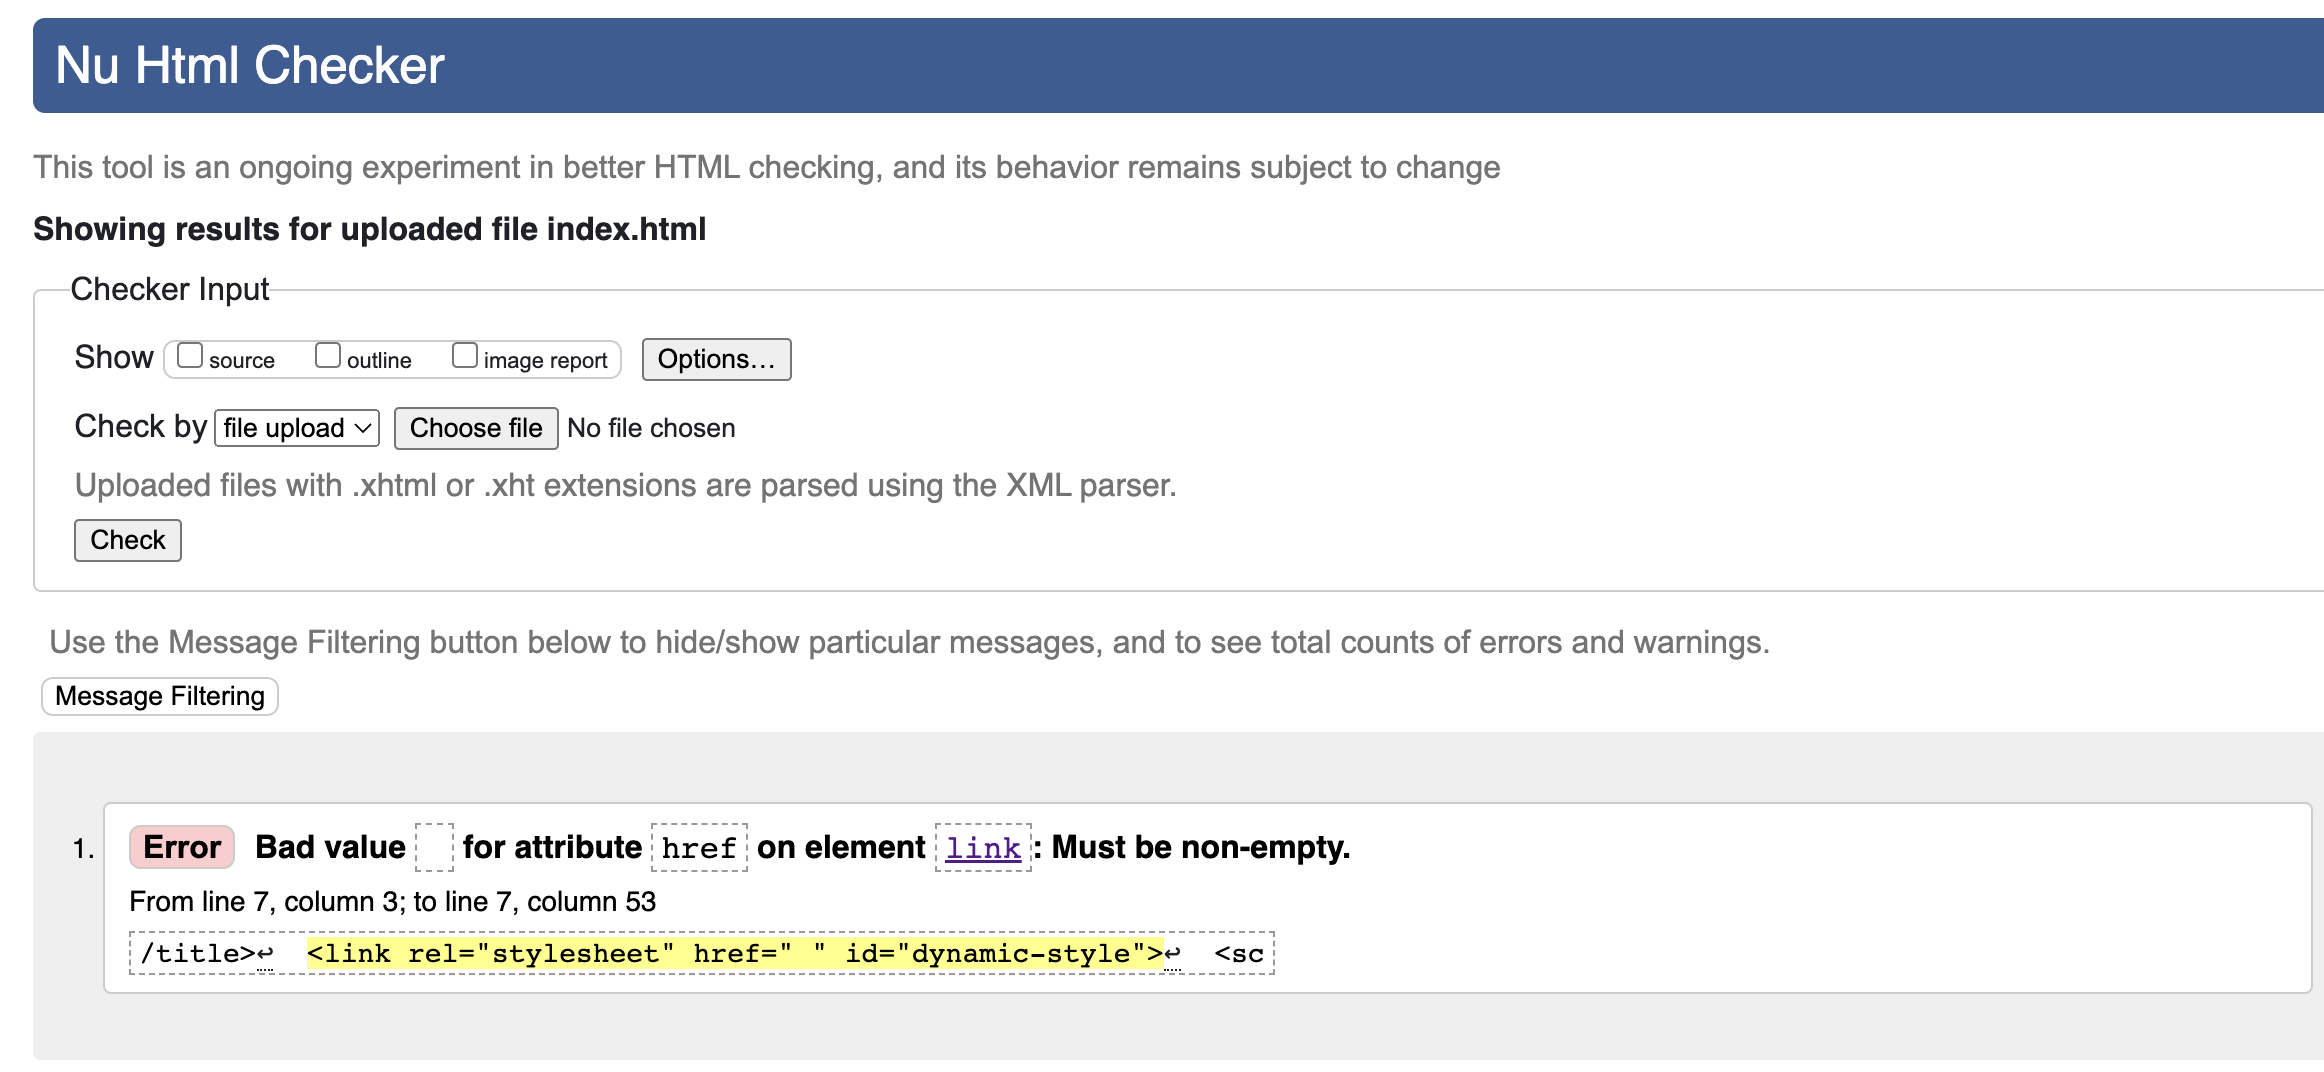 Nu Html Checker
This tool is an ongoing experiment in better HTML checking, and its behavior remains subject to change
Showing results for uploaded file index.html
Checker Input
Show source outline image report Options...
Check by file upload Choose file No file chosen
Uploaded files with .xhtml or .xht extensions are parsed using the XML parser.
Check
Use the Message Filtering button below to hide/show particular messages, and to see total counts of errors and warnings.
Message Filtering
1. Error Bad value   for attribute href on element link: Must be non-empty.
From line 7, column 3; to line 7, column 53
/title>↩  <link rel="stylesheet" href=" " id="dynamic-style">↩  <sc